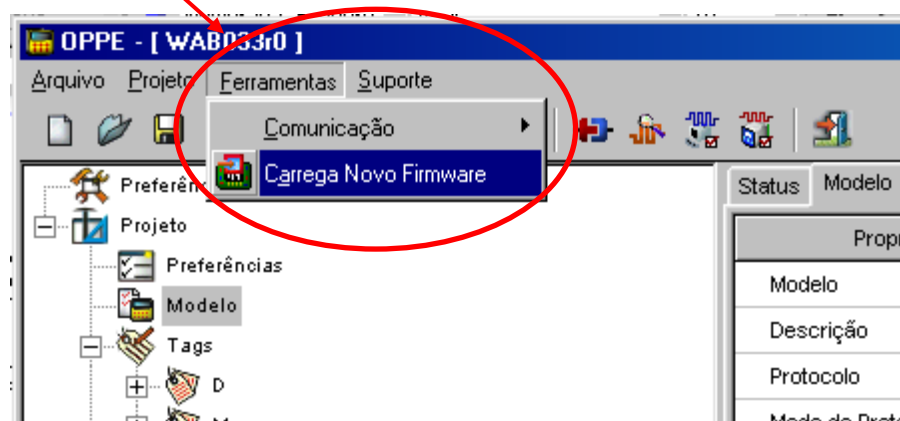 OPPE - [ WAB033r0 ]
Arquivo Projeto Ferramentas Suporte
Comunicação
Carrega Novo Firmware
Projeto
Preferências
Modelo
Tags
D
Status Modelo
Modelo
Descrição
Protocolo